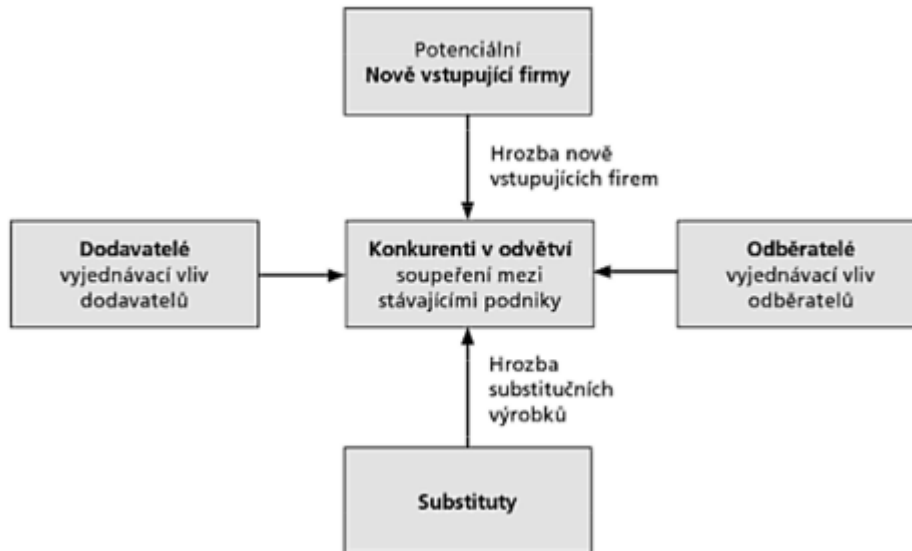 Potenciální
Nově vstupující firmy
Hrozba nově
vstupujících firem
Dodavatelé
vyjednávací vliv
dodavatelů
Konkurenti v odvětví
soupeření mezi
stávajícími podniky
Odběratelé
vyjednávací vliv
odběratelů
Hrozba
substitučních
výrobků
Substituty